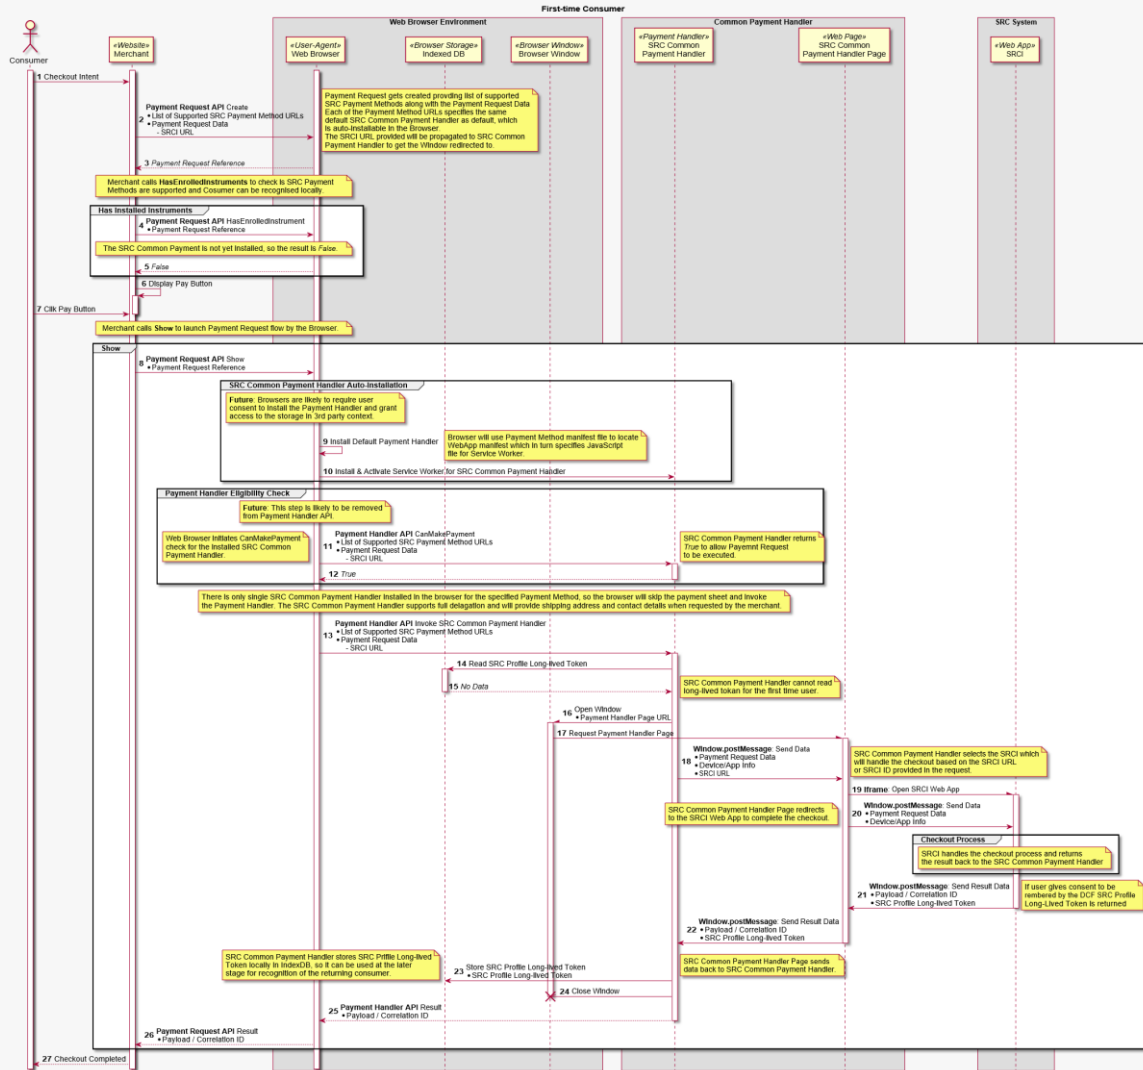 First-time Consumer
Web Browser Environment
Common Payment Handler
SRC System
Consumer
«Website»
Merchant
«User-Agent»
Web Browser
«Browser Storage»
Indexed DB
«Browser Window»
Browser Window
«Payment Handler»
SRC Common
Payment Handler
«Web Page»
SRC Common
Payment Handler Page
«Web App»
SRCI
1 Checkout Intent
Payment Request API Create
2 •List of Supported SRC Payment Method URLs
•Payment Request Data
- SRCI URL
Payment Request gets created provding list of supported
SRC Payment Methods along with the Payment Request Data
Each of the Payment Method URLs specifies the same
default SRC Common Payment Handler as default, which
is auto-installable in the Browser.
The SRCI URL provided will be propagated to SRC Common
Payment Handler to get the Window redirected to.
3 Payment Request Reference
Merchant calls HasEnrolledInstruments to check is SRC Payment
Methods are supported and Cosumer can be recognised locally.
Has Installed Instruments
4 Payment Request API HasEnrolledInstrument
•Payment Request Reference
The SRC Common Payment is not yet installed, so the result is False.
5 False
6 Display Pay Button
7 Cilk Pay Button
Merchant calls Show to launch Payment Request flow by the Browser.
Show
8 Payment Request API Show
•Payment Request Reference
SRC Common Payment Handler Auto-Installation
Future: Browsers are likely to require user
consent to install the Payment Handler and grant
access to the storage in 3rd party context.
9 Install Default Payment Handler
Browser will use Payment Method manifest file to locate
WebApp manifest which in turn specifies JavaScript
file for Service Worker.
10 Install & Activate Service Worker for SRC Common Payment Handler
Payment Handler Eligibility Check
Future: This step is likely to be removed
from Payment Handler API.
Web Browser initiates CanMakePayment
check for the installed SRC Common
Payment Handler.
Payment Handler API CanMakePayment
11 •List of Supported SRC Payment Method URLs
•Payment Request Data
- SRCI URL
SRC Common Payment Handler returns
True to allow Payemnt Request
to be executed.
12 True
There is only single SRC Common Payment Handler installed in the browser for the specified Payment Method, so the browser will skip the payment sheet and invoke
the Payment Handler. The SRC Common Payment Handler supports full delagation and will provide shipping address and contact details when requested by the merchant.
Payment Handler API Invoke SRC Common Payment Handler
13 •List of Supported SRC Payment Method URLs
•Payment Request Data
- SRCI URL
14 Read SRC Profile Long-lived Token
15 No Data
SRC Common Payment Handler cannot read
long-lived tokan for the first time user.
16 Open Window
•Payment Handler Page URL
17 Request Payment Handler Page
Window.postMessage: Send Data
18 •Payment Request Data
•Device/App Info
•SRCI URL
SRC Common Payment Handler selects the SRCI which
will handle the checkout based on the SRCI URL
or SRCI ID provided in the request.
19 Iframe: Open SRCI Web App
SRC Common Payment Handler Page redirects
to the SRCI Web App to complete the checkout.
Window.postMessage: Send Data
20 •Payment Request Data
•Device/App Info
Checkout Process
SRCI handles the checkout process and returns
the result back to the SRC Common Payment Handler
Window.postMessage: Send Result Data
21 •Payload / Correlation ID
•SRC Profile Long-lived Token
If user gives consent to be
rembered by the DCF SRC Profile
Long-Lived Token is returned
Window.postMessage: Send Result Data
22 •Payload / Correlation ID
•SRC Profile Long-lived Token
SRC Common Payment Handler stores SRC Prifile Long-lived
Token locally in IndexDB, so it can be used at the later
stage for recognition of the returning consumer.
SRC Common Payment Handler Page sends
data back to SRC Common Payment Handler.
23 Store SRC Profile Long-lived Token
•SRC Profile Long-lived Token
24 Close Window
25 Payment Handler API Result
•Payload / Correlation ID
26 Payment Request API Result
•Payload / Correlation ID
27 Checkout Completed